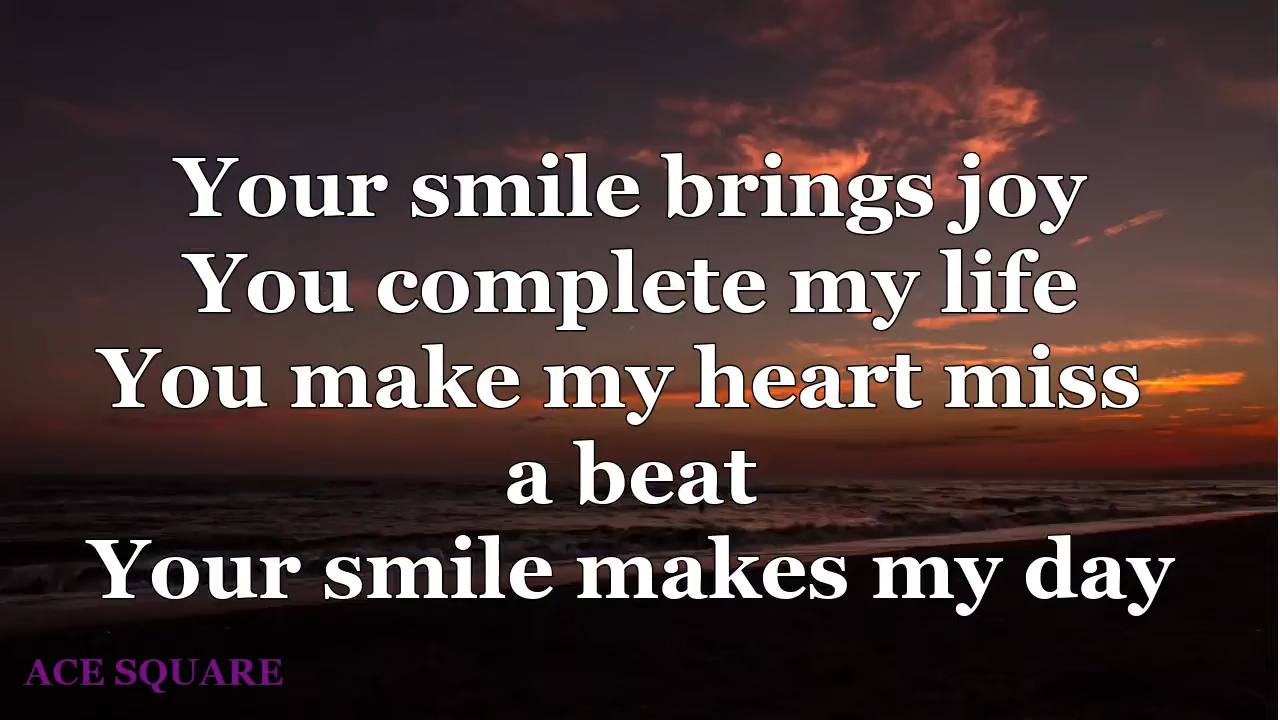 Your smile brings joy
You complete my life
You make my heart miss
a beat
Your smile makes my day
ACE SQUARE